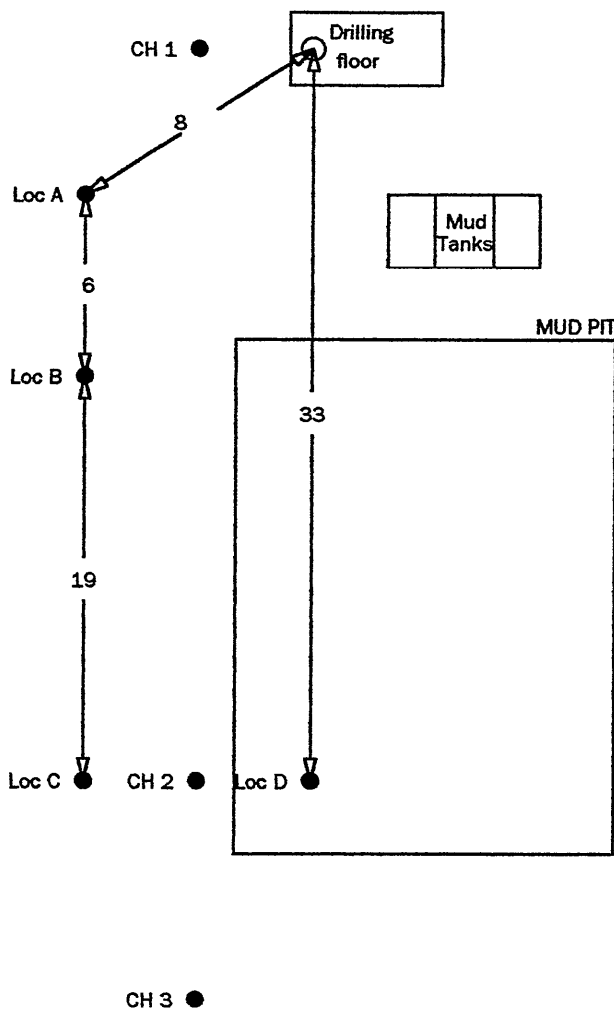 CH 1
Drilling
floor
8
Loc A
6
Mud
Tanks
MUD PIT
Loc B
33
19
Loc C
CH 2
Loc D
CH 3